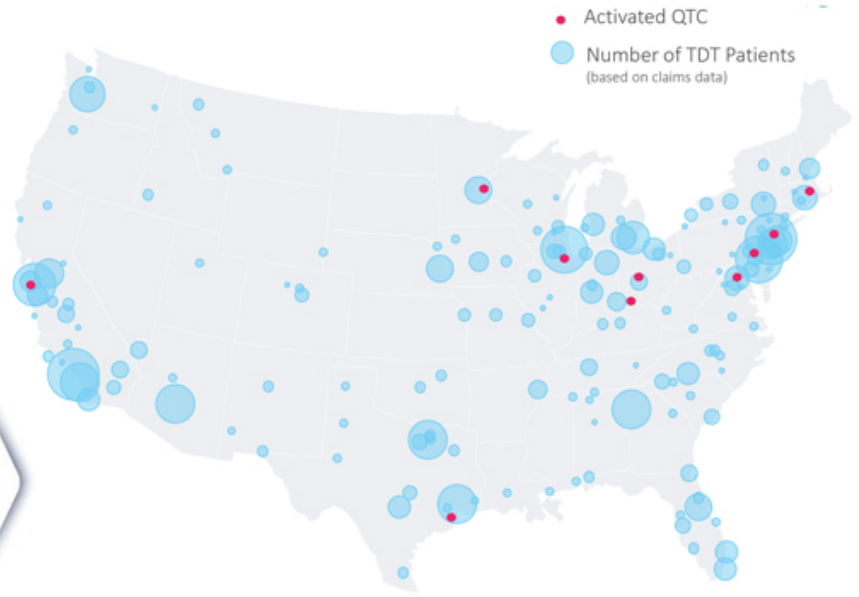 Activated QTC
Number of TDT Patients
(based on claims data)